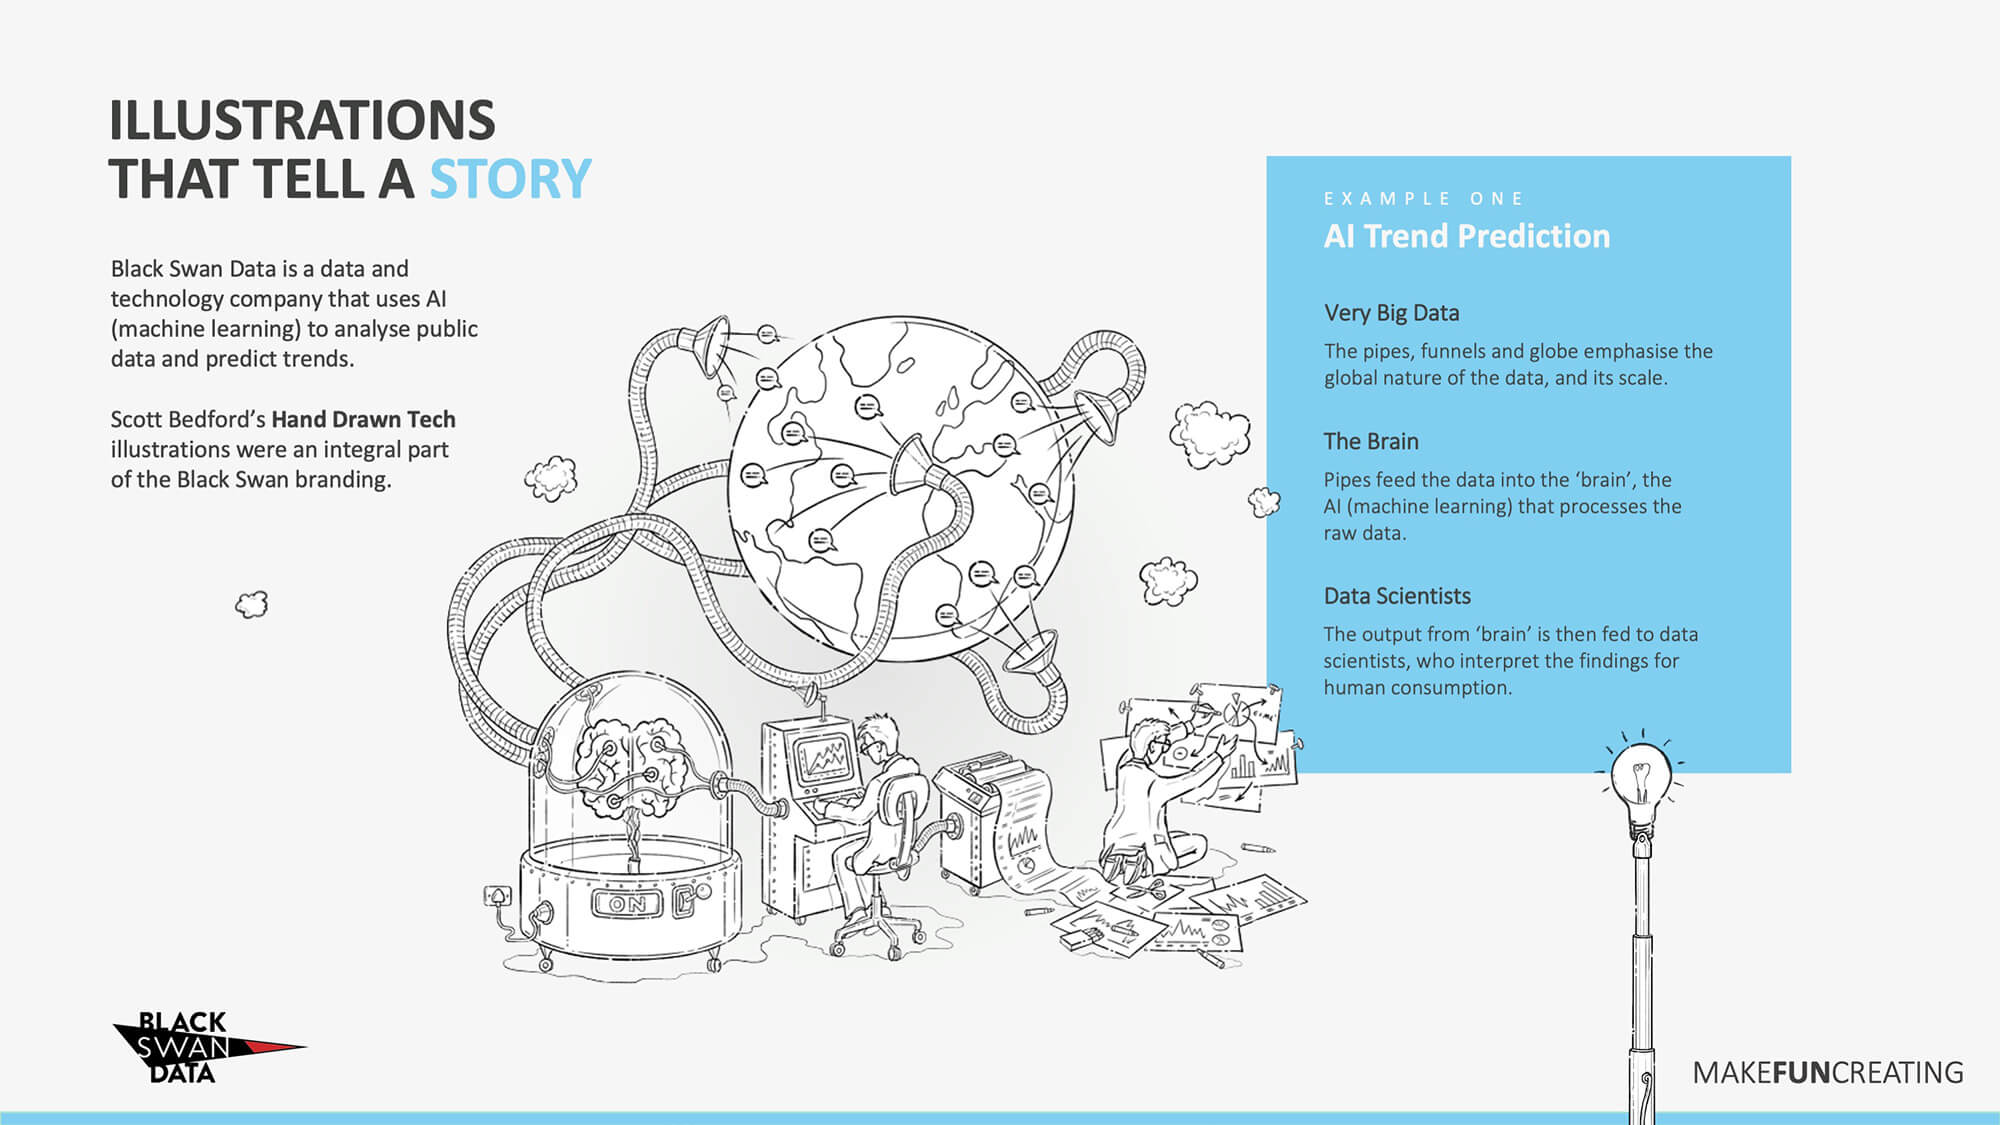 ILLUSTRATIONS
THAT TELL A STORY
Black Swan Data is a data and
technology company that uses AI
(machine learning) to analyse public
data and predict trends.
Scott Bedford’s Hand Drawn Tech
illustrations were an integral part
of the Black Swan branding.
EXAMPLE ONE
AI Trend Prediction
Very Big Data
The pipes, funnels and globe emphasise the
global nature of the data, and its scale.
The Brain
Pipes feed the data into the ‘brain’, the
AI (machine learning) that processes the
raw data.
Data Scientists
The output from ‘brain’ is then fed to data
scientists, who interpret the findings for
human consumption.
ON
BLACK
SWAN
DATA
MAKEFUNCREATING